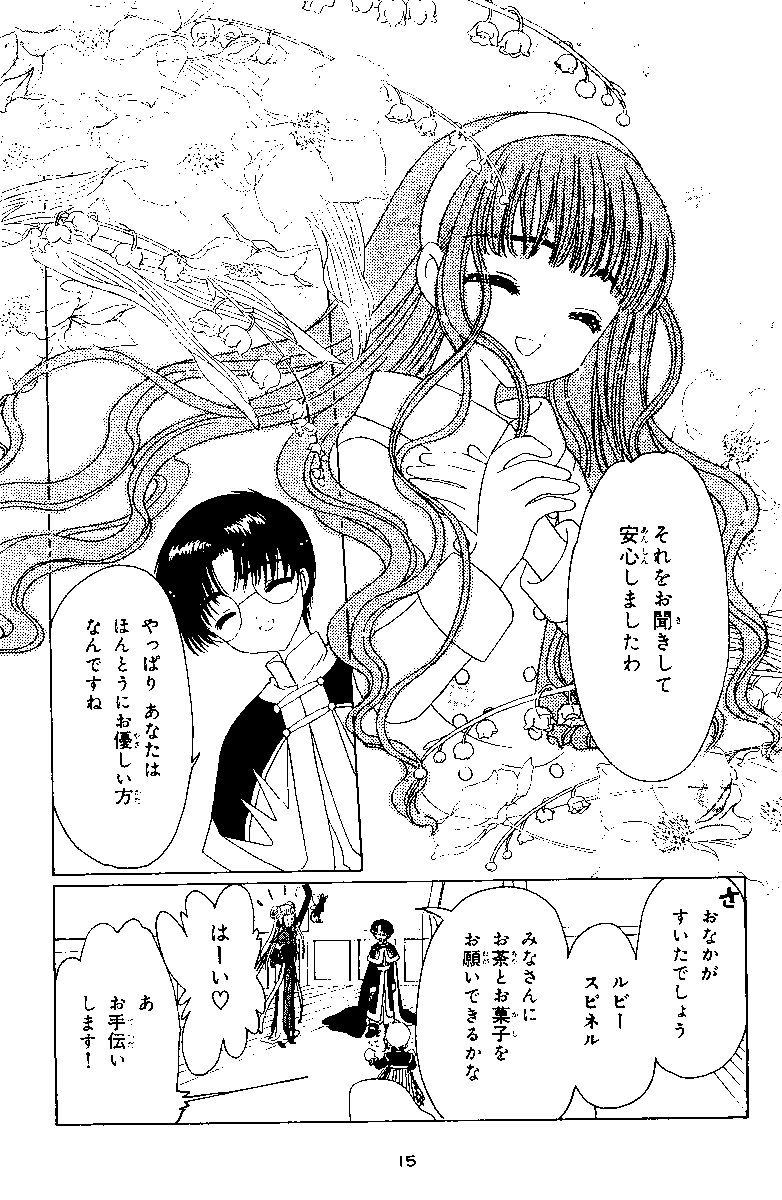 それをお聞きして
安心しましたわ
やっぱり あなたは
ほんとうにお優しい方
なんですね
さ
おなかが
すいたでしょう
ルビー
スピネル
みなさんに
お茶とお菓子を
お願いできるかな
はーい♡
あ
お手伝い
します!
15